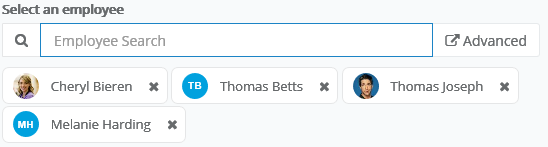 Select an employee
Employee Search Advanced
Cheryl Bieren TB Thomas Betts Thomas Joseph
MH Melanie Harding